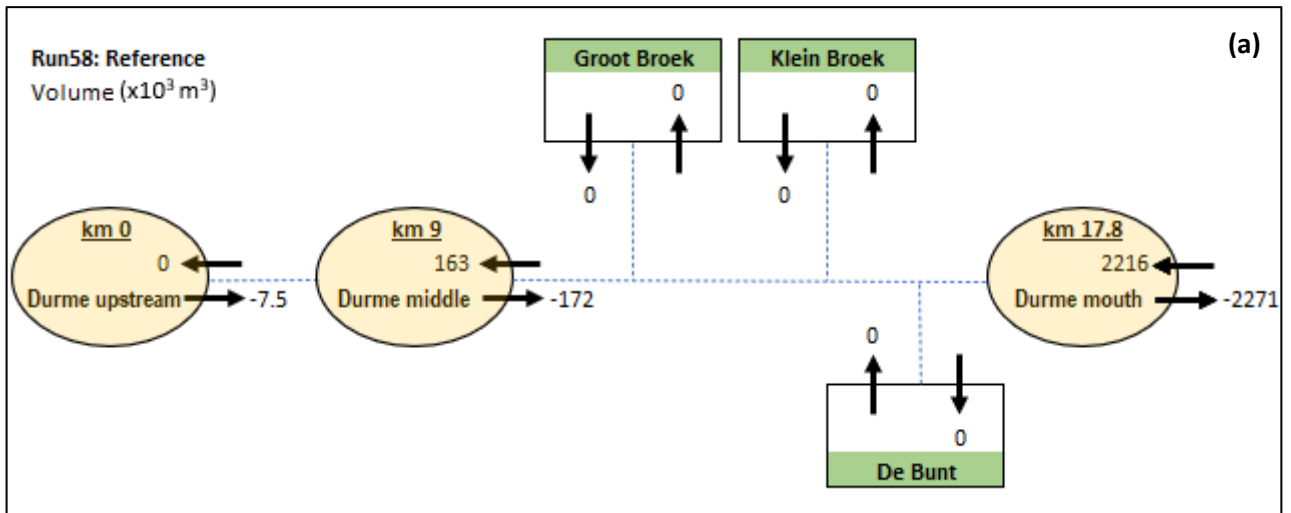 (a)
Run58: Reference
Volume (x10³ m³)
Groot Broek
0
0
Klein Broek
0
0
km 0
0
Durme upstream
-7.5
km 9
163
Durme middle
-172
km 17.8
2216
Durme mouth
-2271
0
0
De Bunt